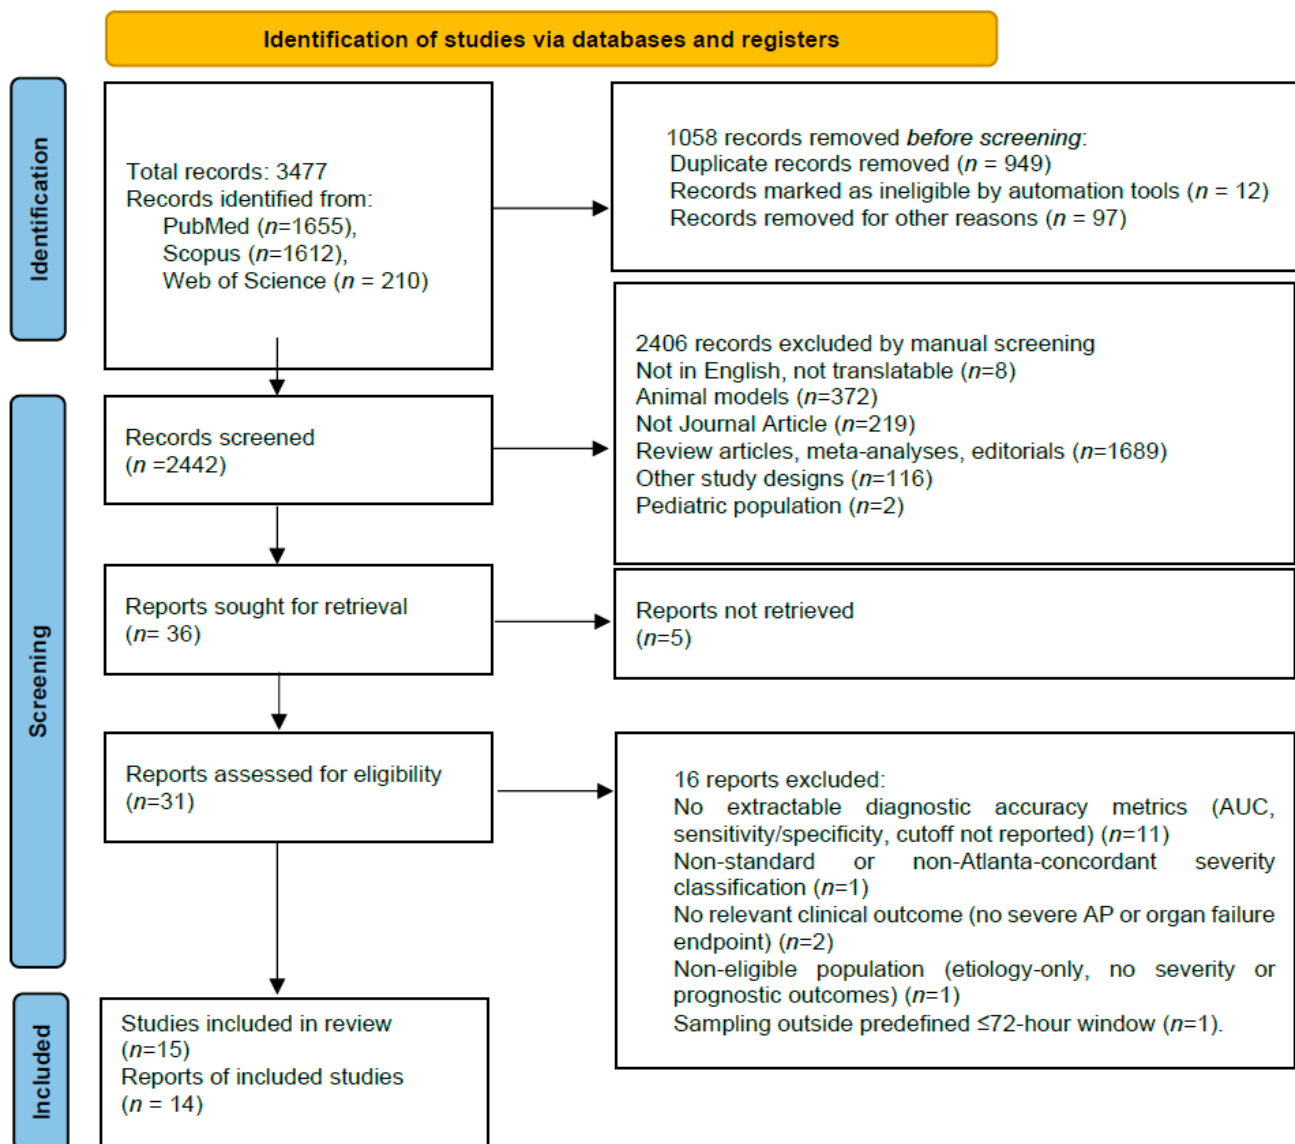 Identification of studies via databases and registers
Identification
Total records: 3477
Records identified from:
PubMed (n=1655),
Scopus (n=1612),
Web of Science (n = 210)
1058 records removed before screening:
Duplicate records removed (n = 949)
Records marked as ineligible by automation tools (n = 12)
Records removed for other reasons (n = 97)
Screening
Records screened
(n =2442)
2406 records excluded by manual screening
Not in English, not translatable (n=8)
Animal models (n=372)
Not Journal Article (n=219)
Review articles, meta-analyses, editorials (n=1689)
Other study designs (n=116)
Pediatric population (n=2)
Reports sought for retrieval
(n= 36)
Reports not retrieved
(n=5)
Reports assessed for eligibility
(n=31)
16 reports excluded:
No extractable diagnostic accuracy metrics (AUC,
sensitivity/specificity, cutoff not reported) (n=11)
Non-standard or non-Atlanta-concordant severity
classification (n=1)
No relevant clinical outcome (no severe AP or organ failure
endpoint) (n=2)
Non-eligible population (etiology-only, no severity or
prognostic outcomes) (n=1)
Sampling outside predefined ≤72-hour window (n=1).
Included
Studies included in review
(n=15)
Reports of included studies
(n = 14)